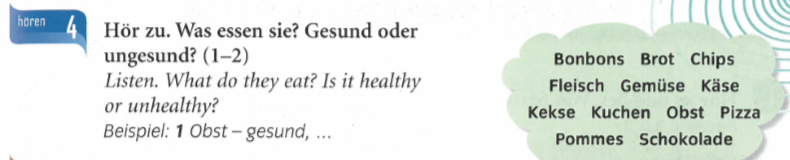 hören 4
Hör zu. Was essen sie? Gesund oder
ungesund? (1–2)
Listen. What do they eat? Is it healthy
or unhealthy?
Beispiel: 1 Obst – gesund, ...
Bonbons Brot Chips
Fleisch Gemüse Käse
Kekse Kuchen Obst Pizza
Pommes Schokolade